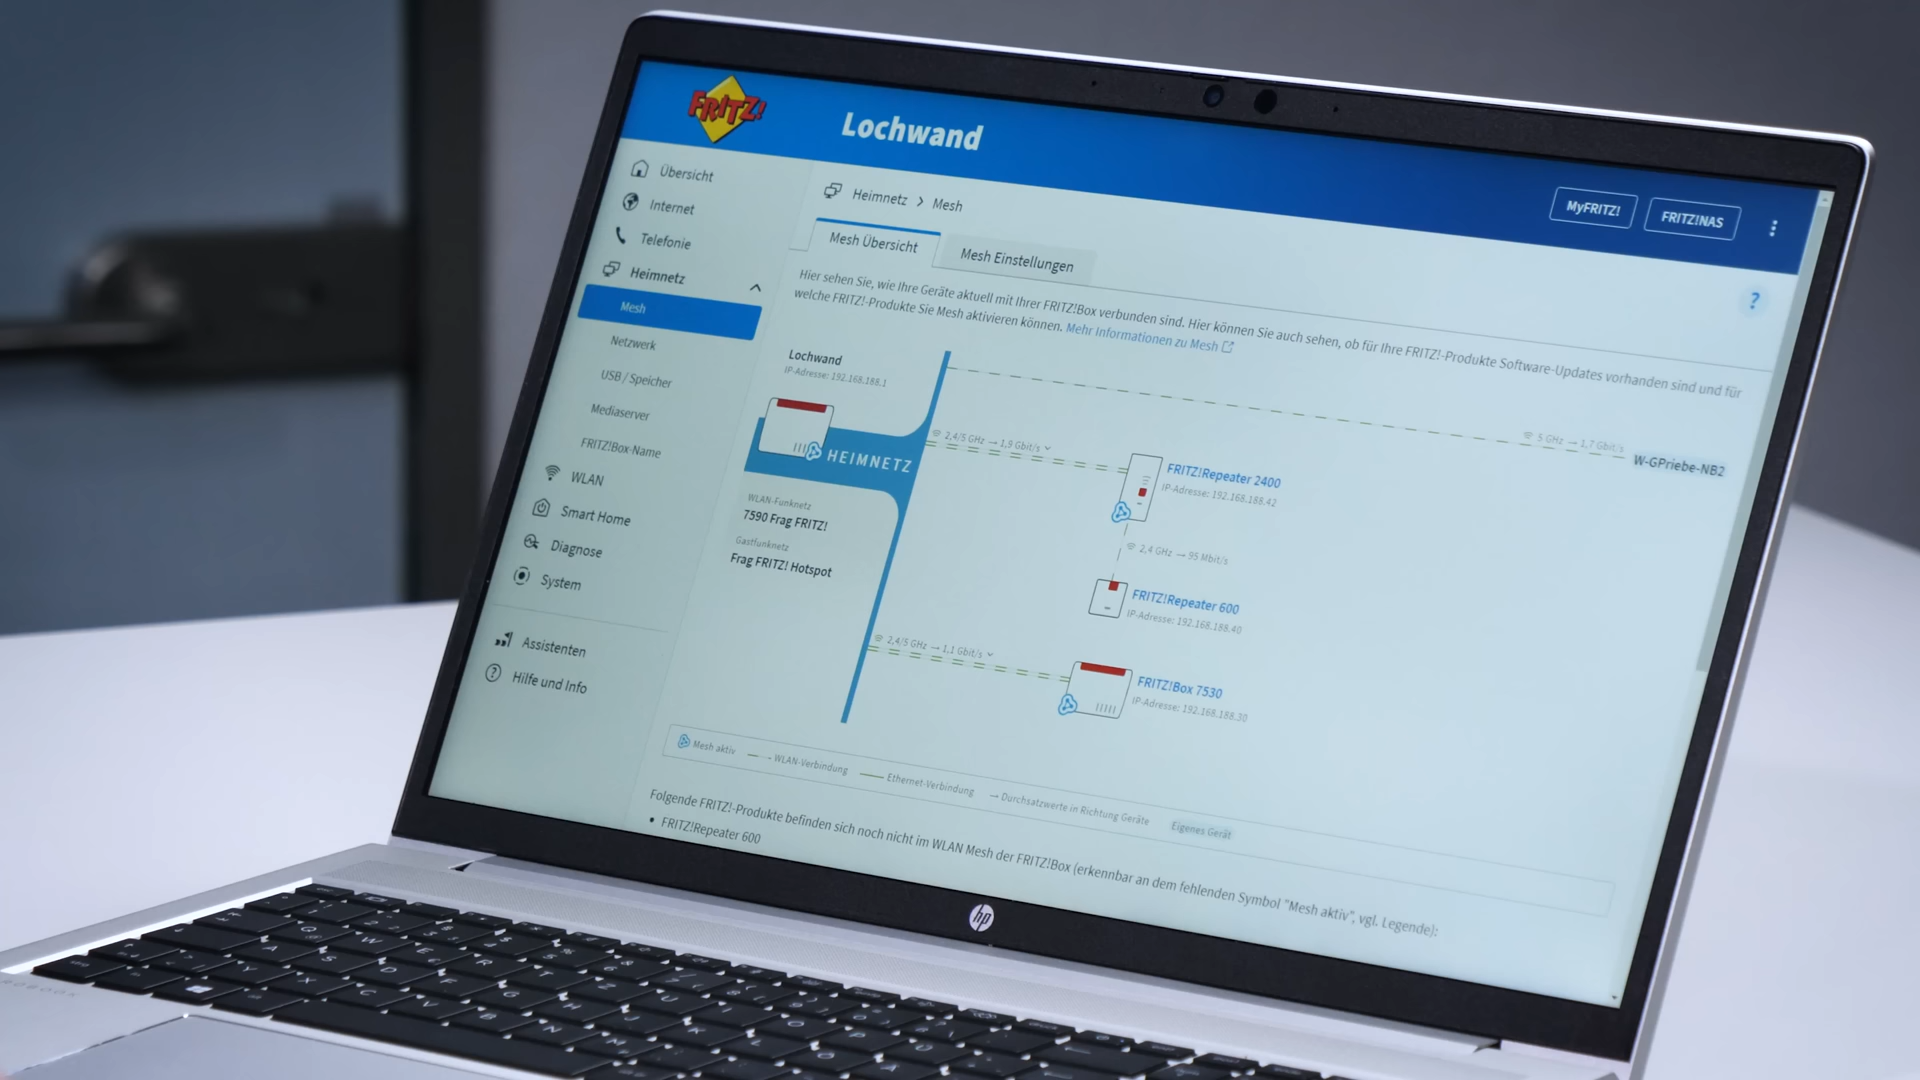 FRITZ!
Lochwand
MyFRITZ!
FRITZ!NAS
Übersicht
Internet
Telefonie
Heimnetz
Mesh
Netzwerk
USB / Speicher
Mediaserver
FRITZ!Box-Name
WLAN
Smart Home
Diagnose
System
Assistenten
Hilfe und Info
Heimnetz > Mesh
Mesh Übersicht
Mesh Einstellungen
?
Hier sehen Sie, wie Ihre Geräte aktuell mit Ihrer FRITZ!Box verbunden sind. Hier können Sie auch sehen, ob für Ihre FRITZ!-Produkte Software-Updates vorhanden sind und für
welche FRITZ!-Produkte Sie Mesh aktivieren können. Mehr Informationen zu Mesh
Lochwand
IP-Adresse: 192.168.188.1
HEIMNETZ
WLAN-Funknetz
7590 Frag FRITZ!
Gastfunknetz
Frag FRITZ! Hotspot
5 GHz → 1,7 Gbit/s
W-GPriebe-NB2
2,4/5 GHz → 1,9 Gbit/s
FRITZ!Repeater 2400
IP-Adresse: 192.168.188.42
2,4 GHz → 95 Mbit/s
FRITZ!Repeater 600
IP-Adresse: 192.168.188.40
2,4/5 GHz → 1,1 Gbit/s
FRITZ!Box 7530
IP-Adresse: 192.168.188.30
Mesh aktiv
WLAN-Verbindung
Ethernet-Verbindung
→ Durchsatzwerte in Richtung Geräte
Eigenes Gerät
Folgende FRITZ!-Produkte befinden sich noch nicht im WLAN Mesh der FRITZ!Box (erkennbar an dem fehlenden Symbol "Mesh aktiv", vgl. Legende):
• FRITZ!Repeater 600
hp